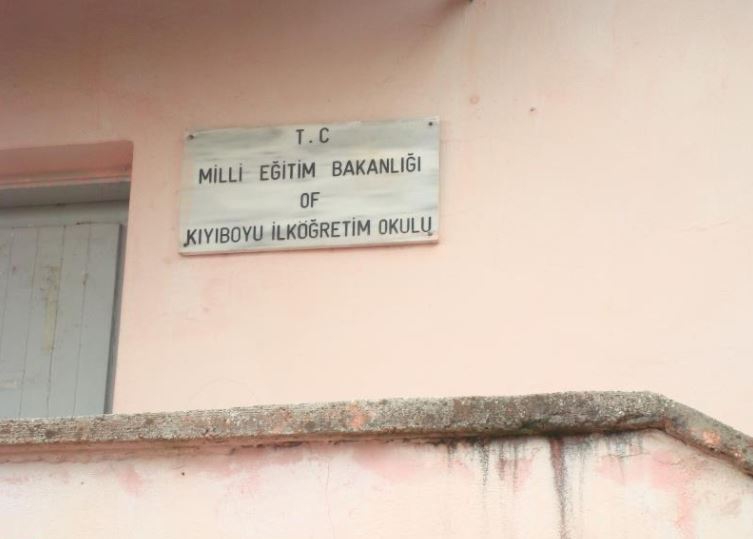 T.C
MİLLİ EĞİTİM BAKANLIĞI
OF
KIYIBOYU İLKÖĞRETİM OKULU